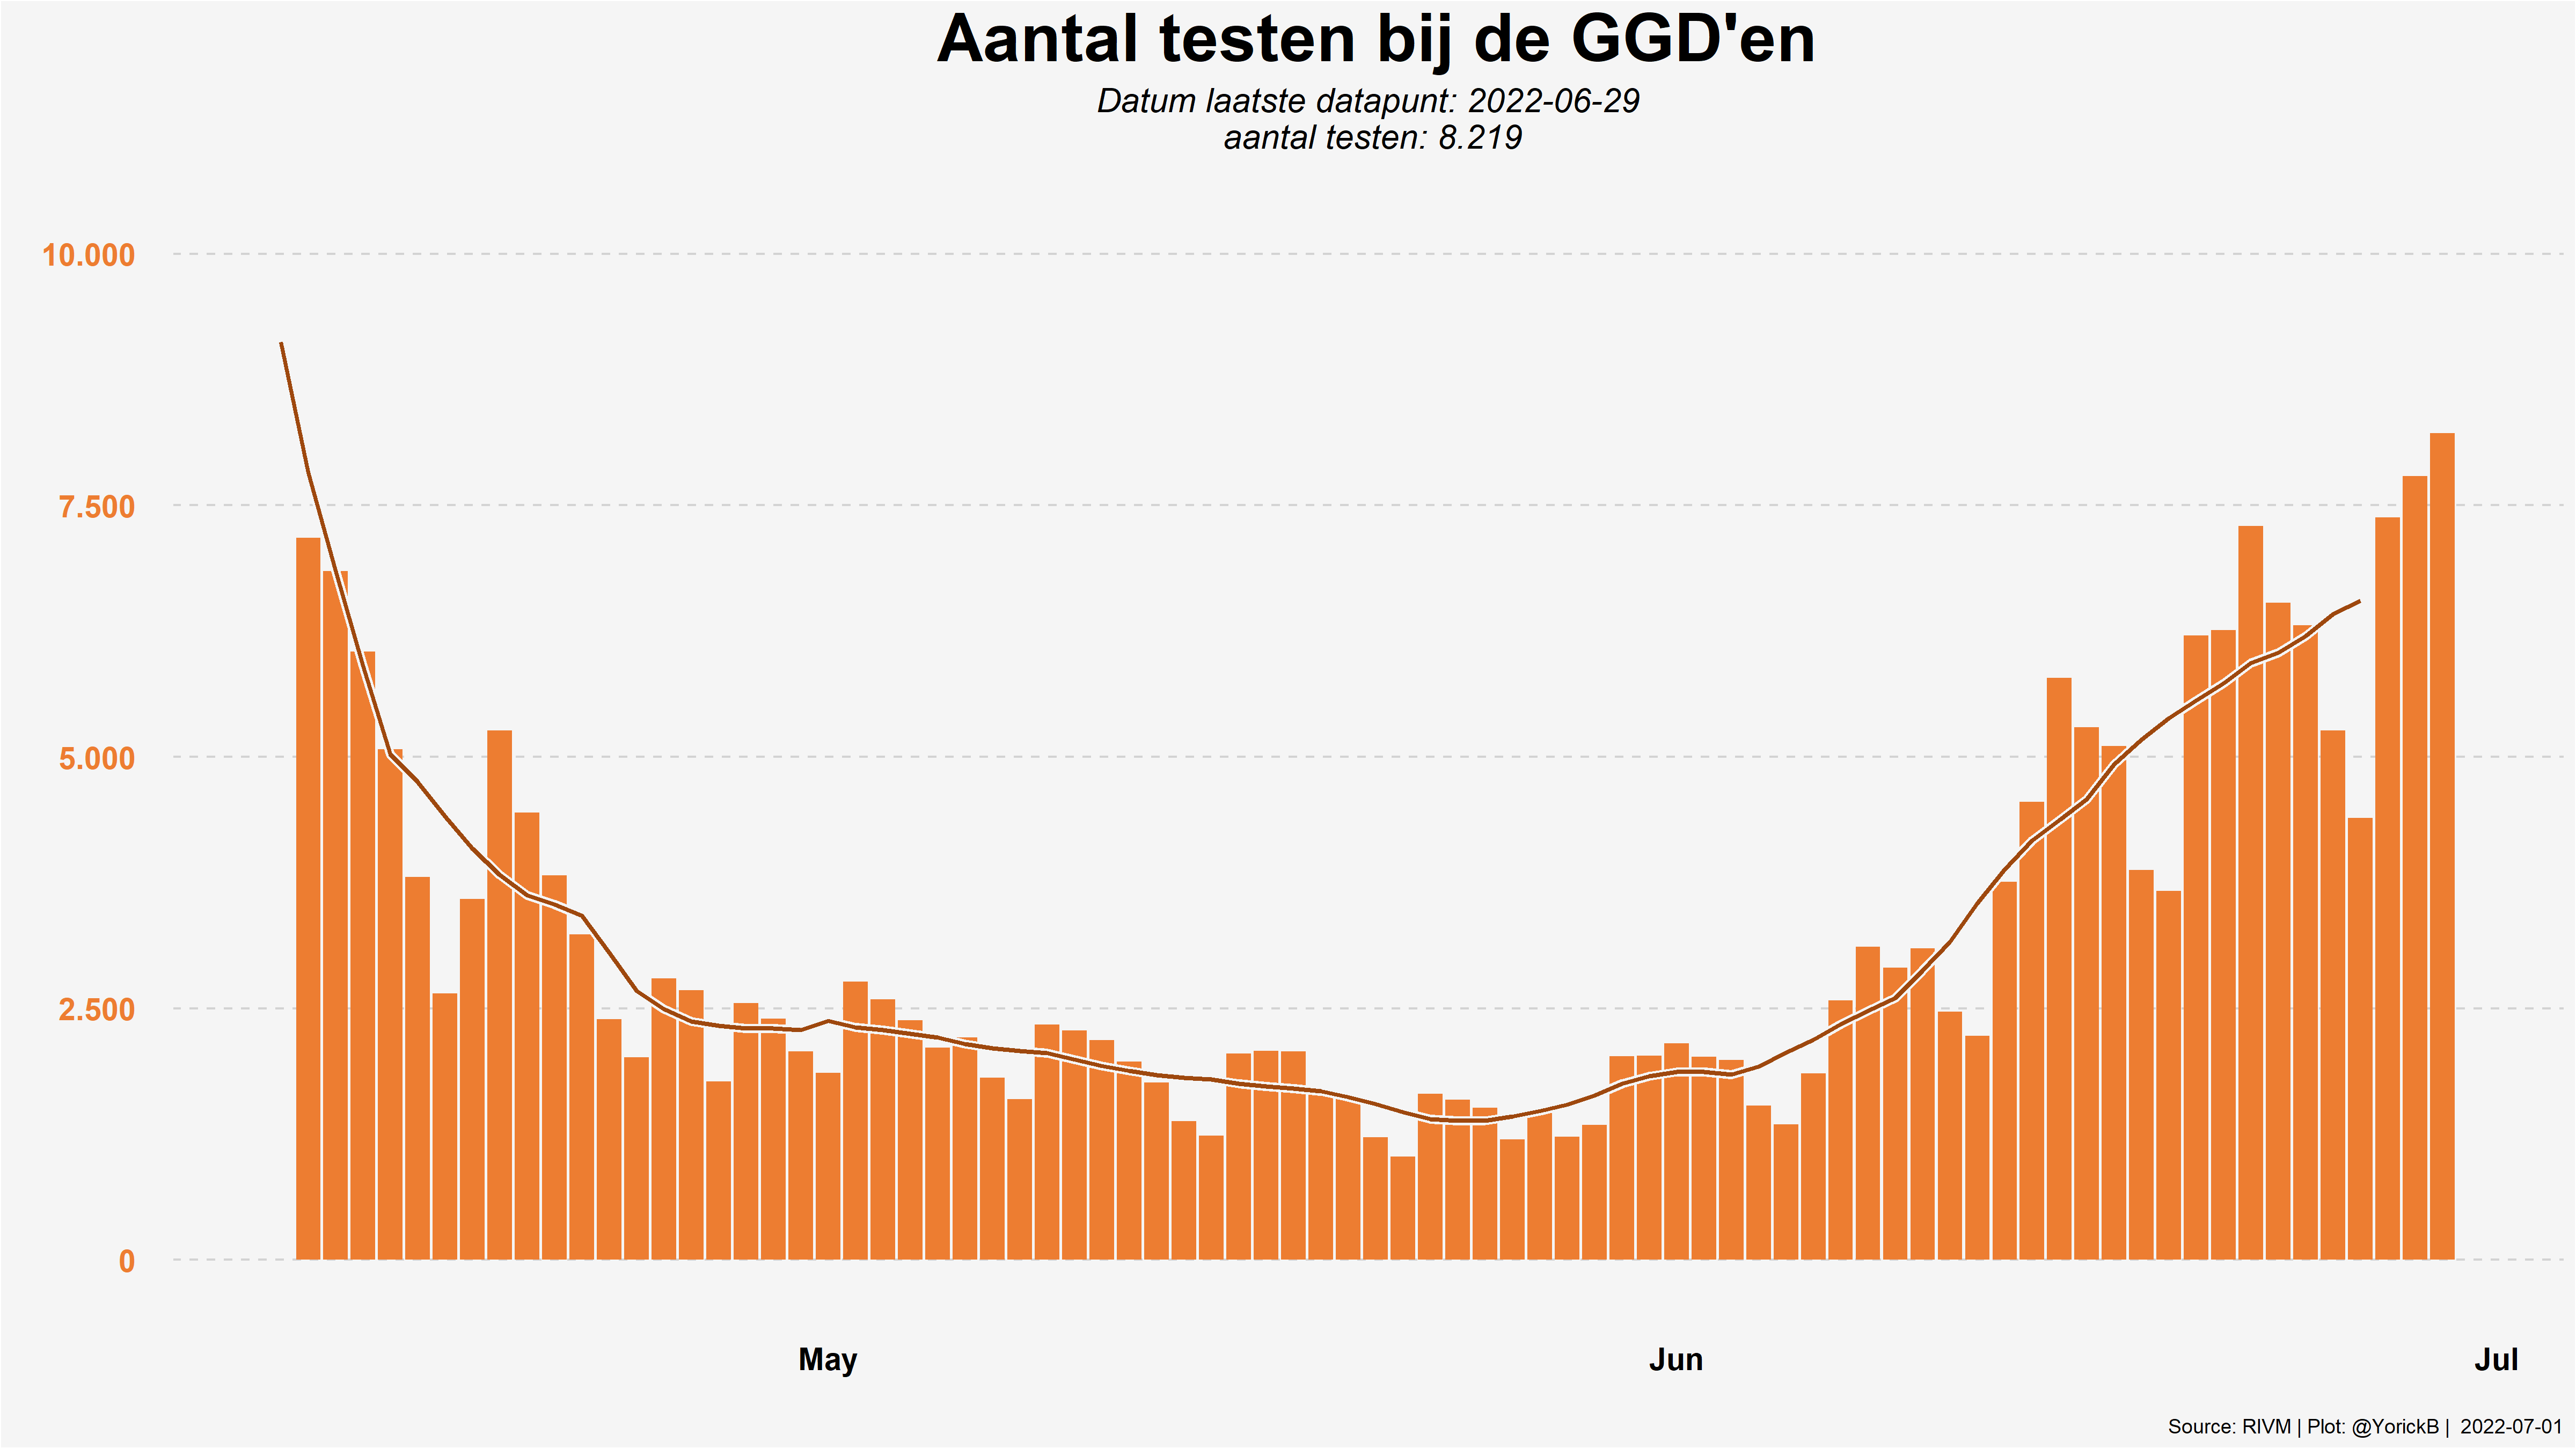 Aantal testen bij de GGD'en
Datum laatste datapunt: 2022-06-29
aantal testen: 8.219
10.000
7.500
5.000
2.500
0
May Jun Jul
Source: RIVM | Plot: @YorickB | 2022-07-01